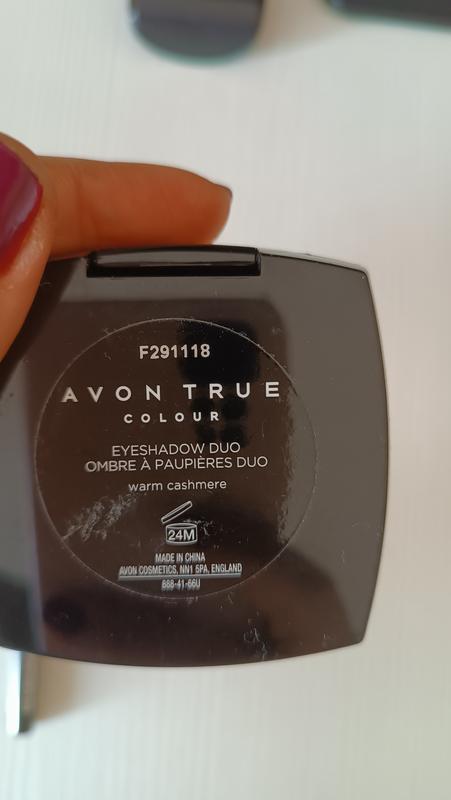 F291118
AVON TRUE
COLOUR
EYESHADOW DUO
OMBRE À PAUPIÈRES DUO
warm cashmere
24M
MADE IN CHINA
AVON COSMETICS, NN1 5PA, ENGLAND
668-41-66U